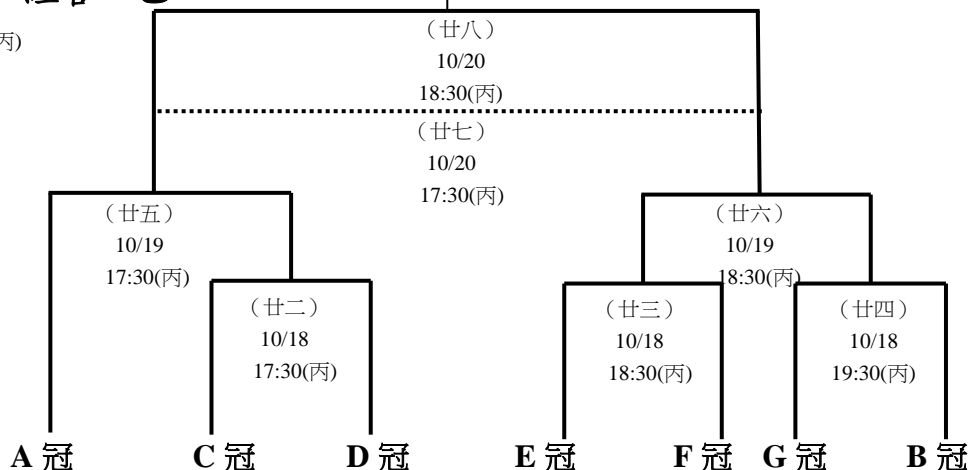 丙)
（廿八）
10/20
18:30(丙)
（廿七）
10/20
17:30(丙)
（廿五）
10/19
17:30(丙)
（廿六）
10/19
18:30(丙)
（廿二）
10/18
17:30(丙)
（廿三）
10/18
18:30(丙)
（廿四）
10/18
19:30(丙)
A 冠 C 冠 D 冠 E 冠 F 冠 G 冠 B 冠